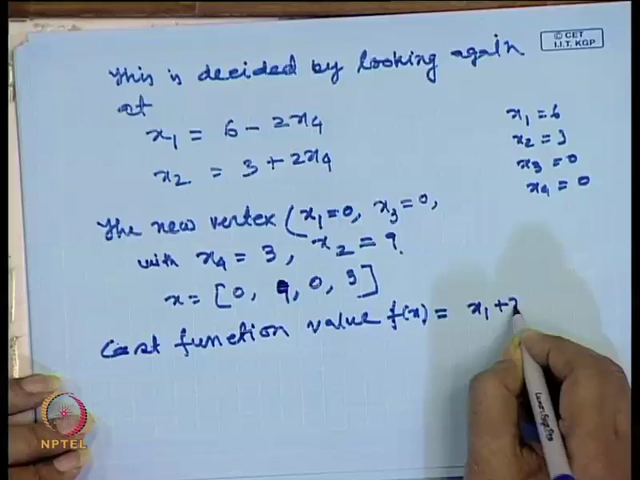 © CET
I.I.T. KGP
This is decided by looking again
at
x₁ = 6 - 2x₄
x₂ = 3 + 2x₄
x₁ = 6
x₂ = 3
x₃ = 0
x₄ = 0
The new vertex (x₁=0, x₃=0,
with x₄ = 3, x₂ = 9.
x = [0, 9, 0, 3]
Cost function value f(x) = x₁ +
NPTEL